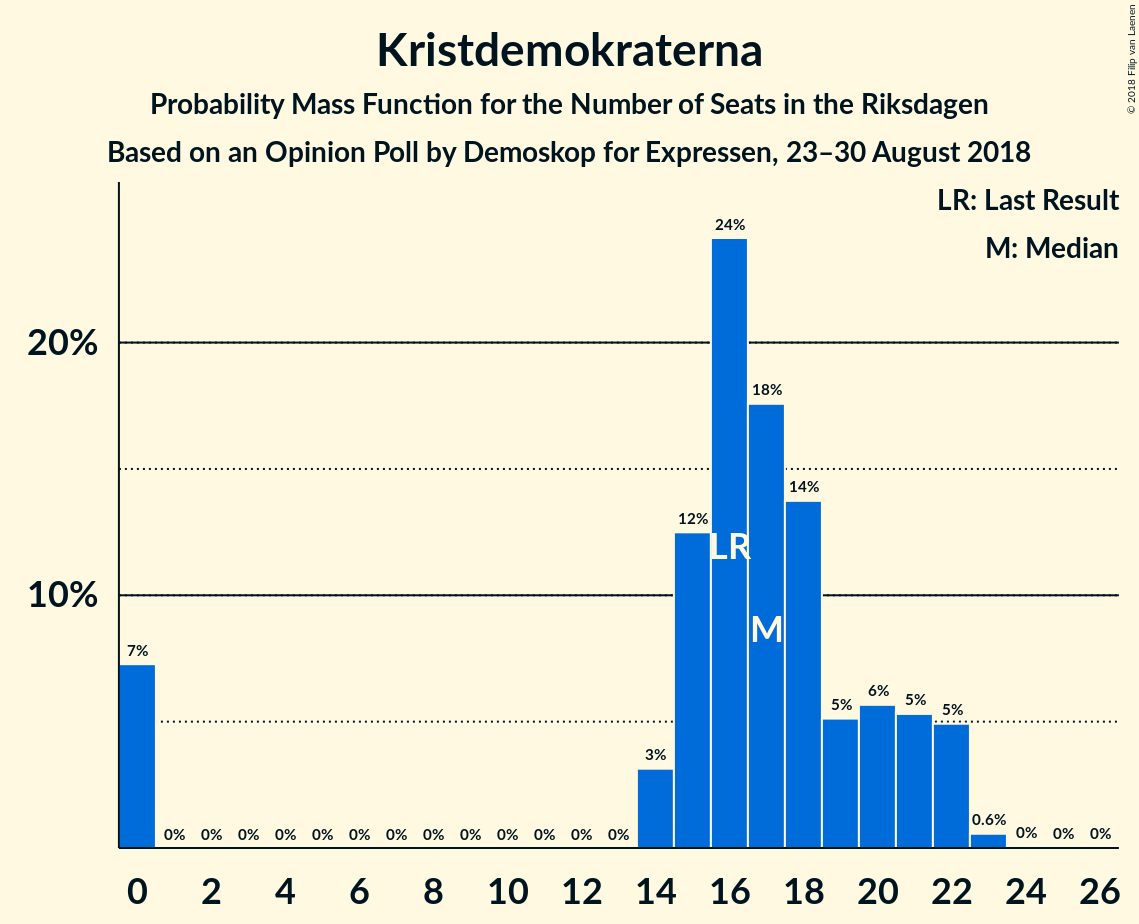 Kristdemokraterna
Probability Mass Function for the Number of Seats in the Riksdagen
Based on an Opinion Poll by Demoskop for Expressen, 23–30 August 2018
© 2018 Filip van Laenen
LR: Last Result
M: Median
24%
20%
18%
14%
12%
LR
10%
M
7%
6%
5%
5%
5%
3%
0.6%
0% 0% 0% 0% 0% 0% 0% 0% 0% 0% 0% 0% 0% 0% 0% 0%
0 2 4 6 8 10 12 14 16 18 20 22 24 26